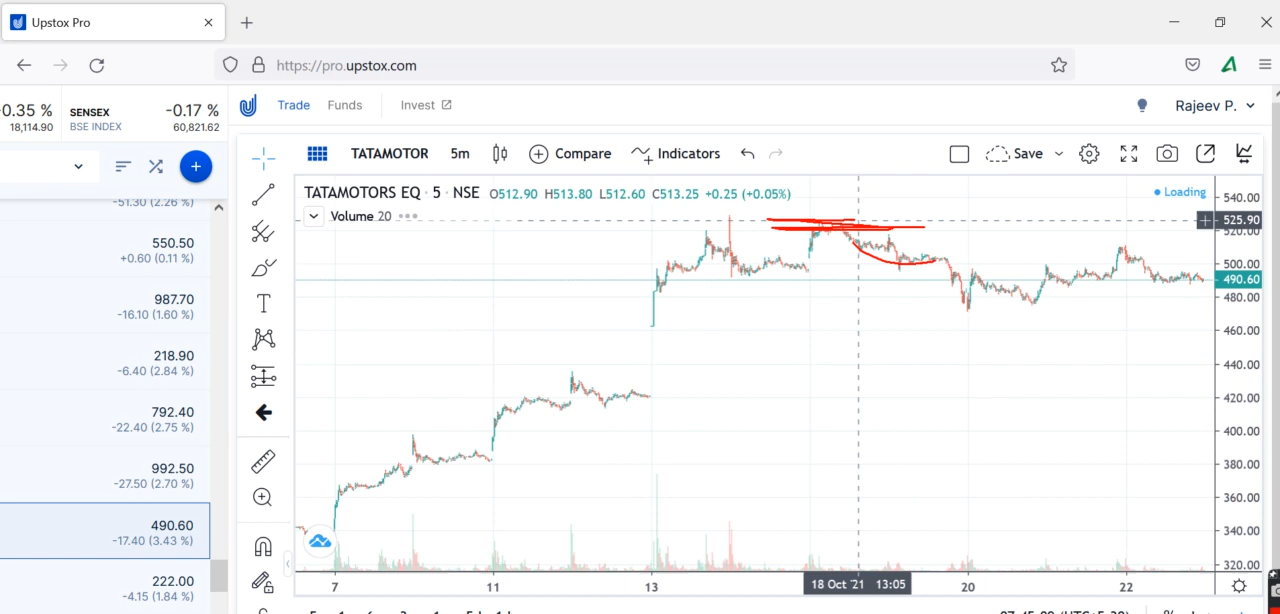 Upstox Pro
https://pro.upstox.com
0.35 %
18,114.90
SENSEX
BSE INDEX
-0.17 %
60,821.62
Trade
Funds
Invest
Rajeev P.
TATAMOTOR
5m
Compare
Indicators
Save
TATAMOTORS EQ · 5 · NSE O512.90 H513.80 L512.60 C513.25 +0.25 (+0.05%)
Loading
Volume 20
-51.30 (2.26 %)
550.50
+0.60 (0.11 %)
987.70
-16.10 (1.60 %)
218.90
-6.40 (2.84 %)
792.40
-22.40 (2.75 %)
992.50
-27.50 (2.70 %)
490.60
-17.40 (3.43 %)
222.00
-4.15 (1.84 %)
540.00
525.90
520.00
500.00
490.60
480.00
460.00
440.00
420.00
400.00
380.00
360.00
340.00
320.00
7
11
13
18 Oct '21 13:05
20
22